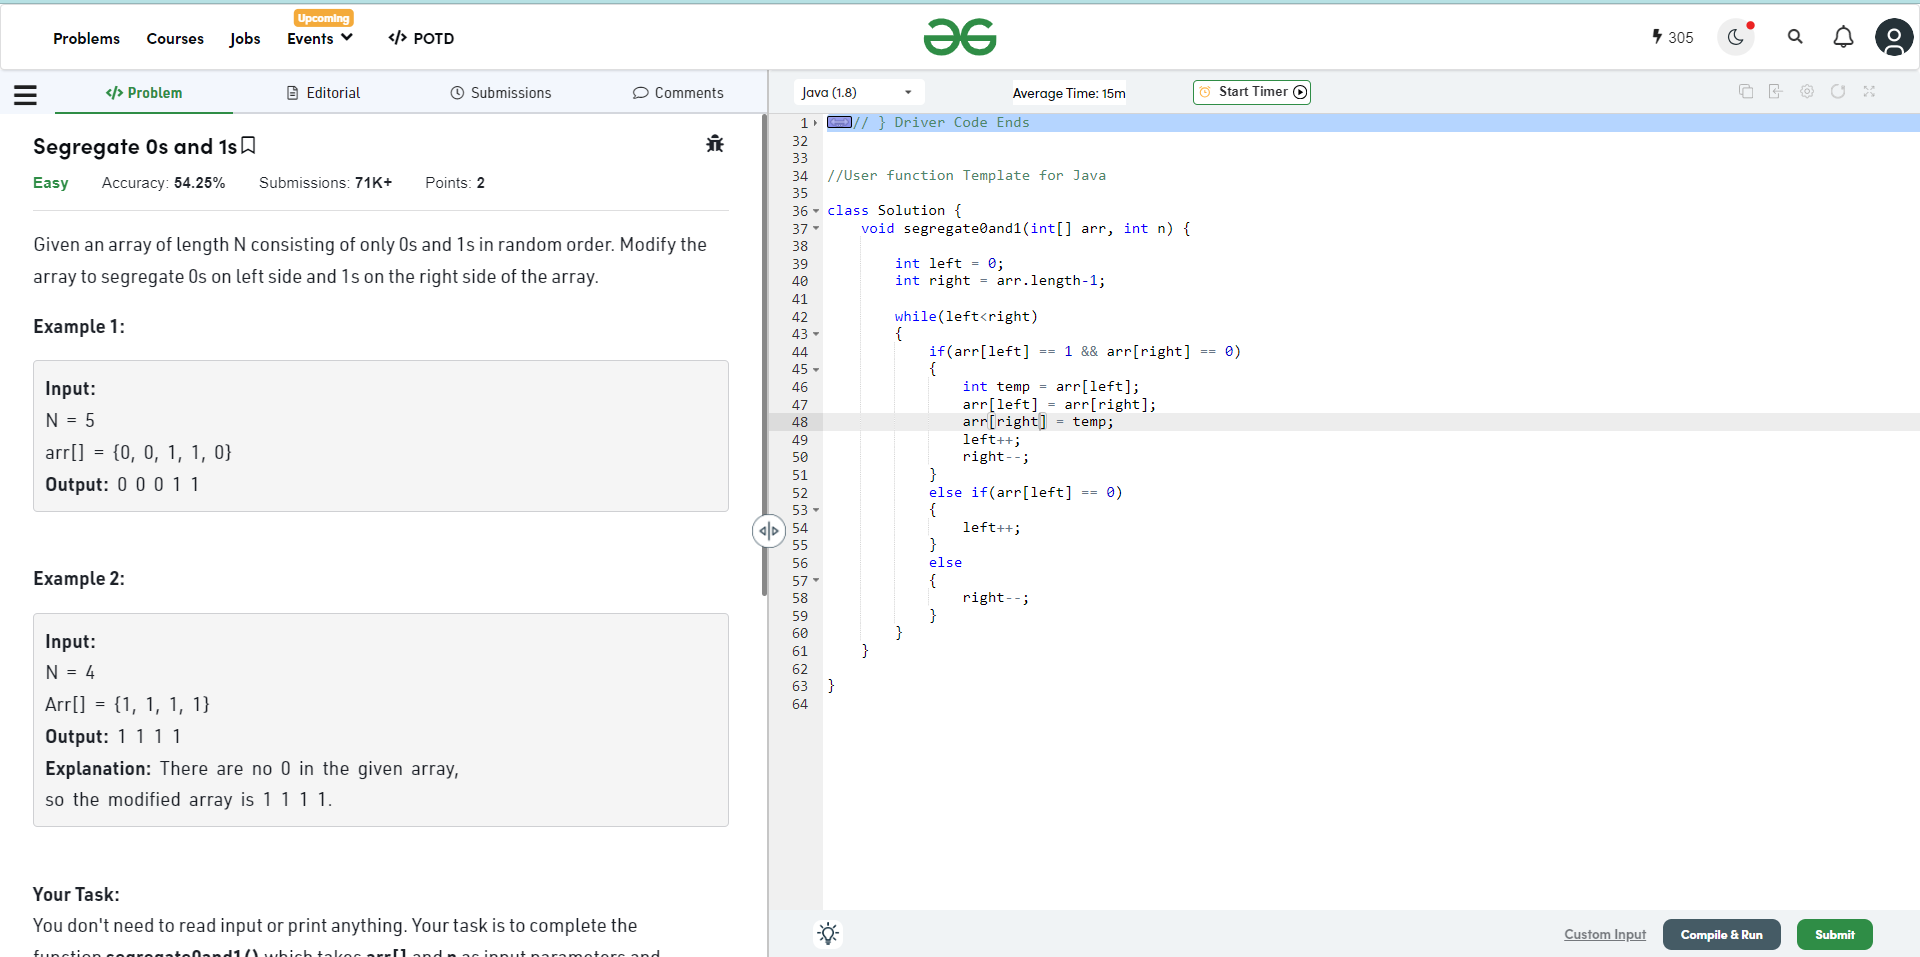 Problems Courses Jobs Upcoming Events </> POTD
305
</> Problem Editorial Submissions Comments
Segregate 0s and 1s
Easy Accuracy: 54.25% Submissions: 71K+ Points: 2
Given an array of length N consisting of only 0s and 1s in random order. Modify the
array to segregate 0s on left side and 1s on the right side of the array.
Example 1:
Input:
N = 5
arr[] = {0, 0, 1, 1, 0}
Output: 0 0 0 1 1
Example 2:
Input:
N = 4
Arr[] = {1, 1, 1, 1}
Output: 1 1 1 1
Explanation: There are no 0 in the given array,
so the modified array is 1 1 1 1.
Your Task:
You don't need to read input or print anything. Your task is to complete the
function segregate0and1() which takes arr[] and n as input parameters and
Java (1.8) Average Time: 15m Start Timer
1 // } Driver Code Ends
32
33
34 //User function Template for Java
35
36 class Solution {
37 void segregate0and1(int[] arr, int n) {
38
39 int left = 0;
40 int right = arr.length-1;
41
42 while(left<right)
43 {
44 if(arr[left] == 1 && arr[right] == 0)
45 {
46 int temp = arr[left];
47 arr[left] = arr[right];
48 arr[right] = temp;
49 left++;
50 right--;
51 }
52 else if(arr[left] == 0)
53 {
54 left++;
55 }
56 else
57 {
58 right--;
59 }
60 }
61 }
62
63 }
64
Custom Input Compile & Run Submit